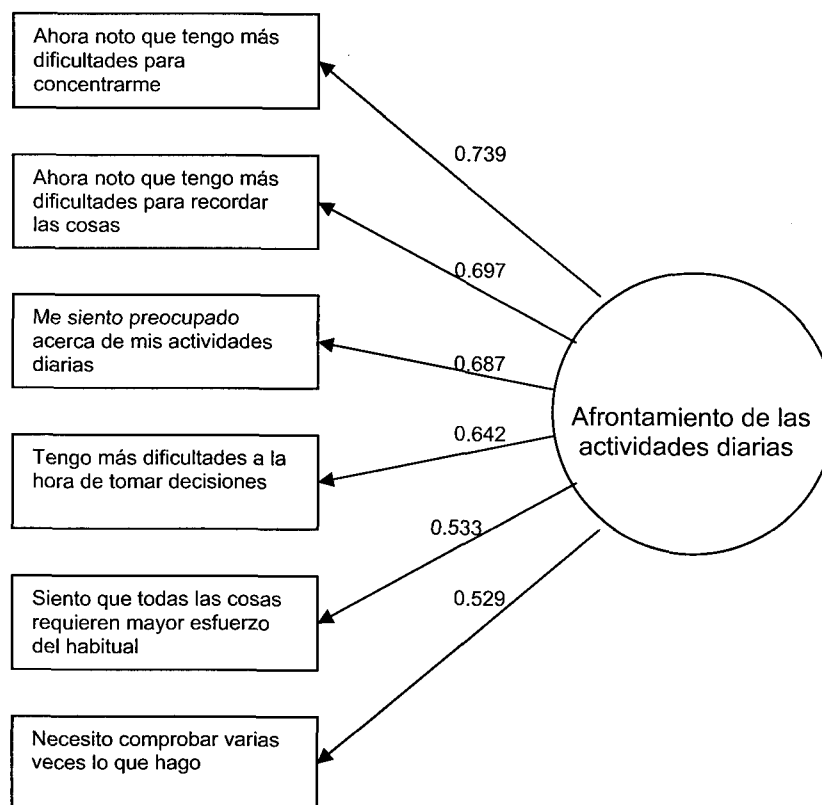 Ahora noto que tengo más
dificultades para
concentrarme
0.739
Ahora noto que tengo más
dificultades para recordar
las cosas
0.697
Me siento preocupado
acerca de mis actividades
diarias
0.687
Afrontamiento de las
actividades diarias
Tengo más dificultades a la
hora de tomar decisiones
0.642
0.533
Siento que todas las cosas
requieren mayor esfuerzo
del habitual
0.529
Necesito comprobar varias
veces lo que hago